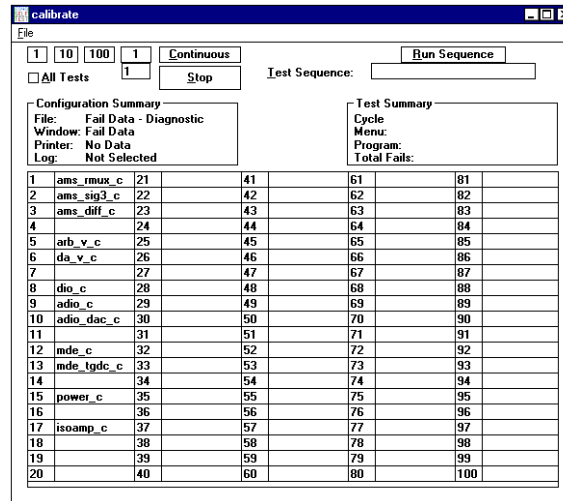 calibrate
File
1 10 100 1 Continuous Run Sequence
All Tests 1 Stop Test Sequence:
Configuration Summary
File: Fail Data - Diagnostic
Window: Fail Data
Printer: No Data
Log: Not Selected
Test Summary
Cycle
Menu:
Program:
Total Fails:
1 ams_rmux_c 21 41 61 81
2 ams_sig3_c 22 42 62 82
3 ams_diff_c 23 43 63 83
4 24 44 64 84
5 arb_v_c 25 45 65 85
6 da_v_c 26 46 66 86
7 27 47 67 87
8 dio_c 28 48 68 88
9 adio_c 29 49 69 89
10 adio_dac_c 30 50 70 90
11 31 51 71 91
12 mde_c 32 52 72 92
13 mde_tgdc_c 33 53 73 93
14 34 54 74 94
15 power_c 35 55 75 95
16 36 56 76 96
17 isoamp_c 37 57 77 97
18 38 58 78 98
19 39 59 79 99
20 40 60 80 100